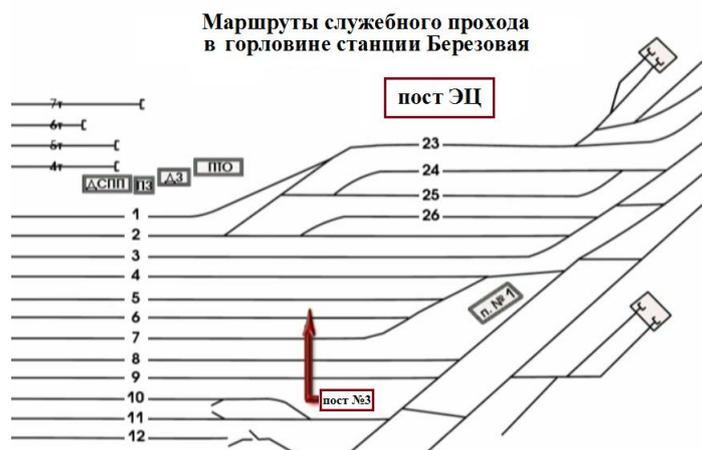 Маршруты служебного прохода
в горловине станции Березовая
пост ЭЦ
7т
6т
5т
4т
ДСПП ПЗ ДЗ ПТО
23
24
25
26
1
2
3
4
5
6
7
8
9
10
11
12
п. № 1
пост №3